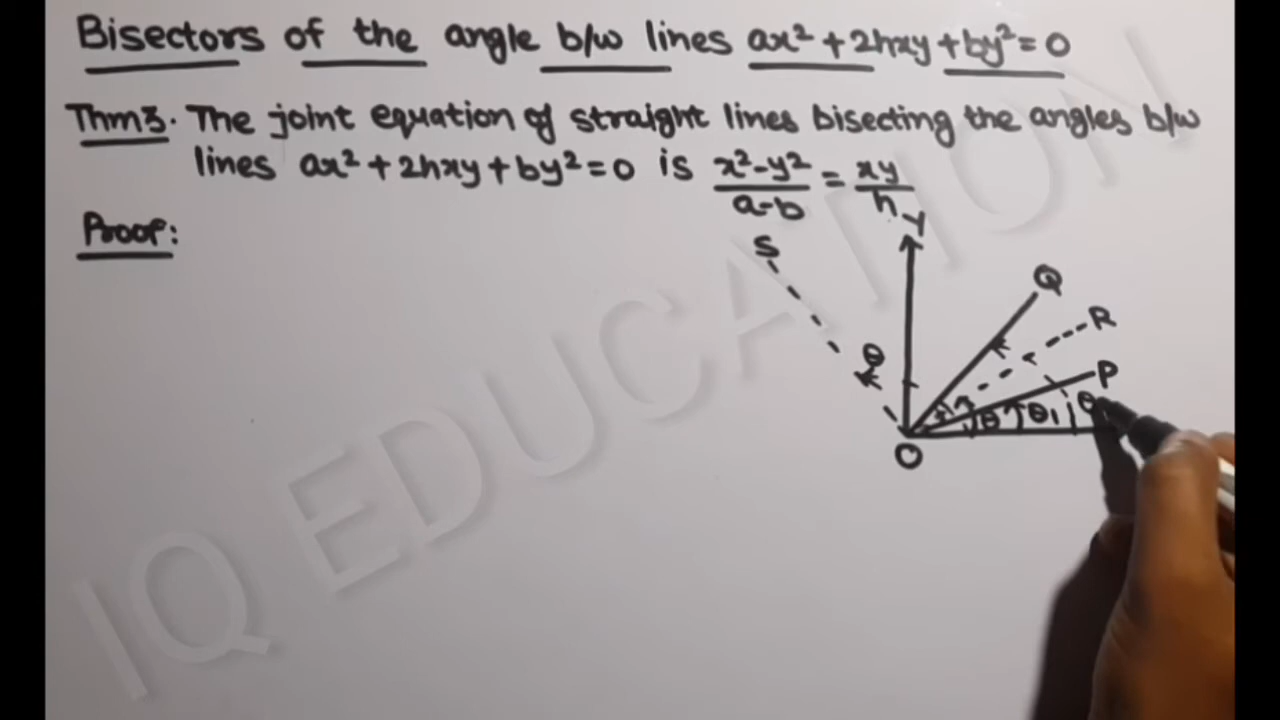 Bisectors of the angle b/w lines ax² + 2hxy + by² = 0
Thm3. The joint equation of straight lines bisecting the angles b/w
lines ax² + 2hxy + by² = 0 is x²-y²/a-b = xy/h
Proof:
Y
S
Q
R
θ
P
θ θ₁ θ
O
IQ EDUCATION